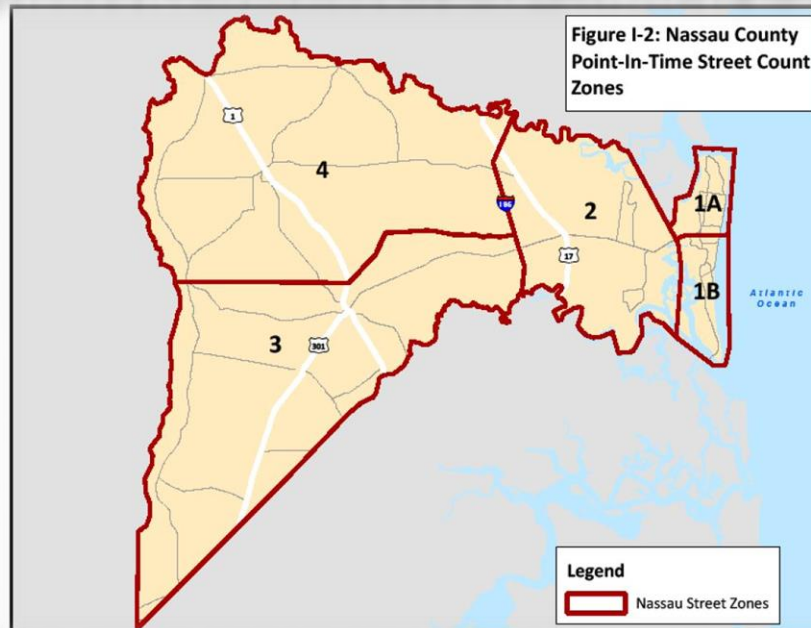 Figure I-2: Nassau County
Point-In-Time Street Count
Zones
1
4
2
1A
I 95
17
1B
Atlantic
Ocean
3
301
Legend
Nassau Street Zones